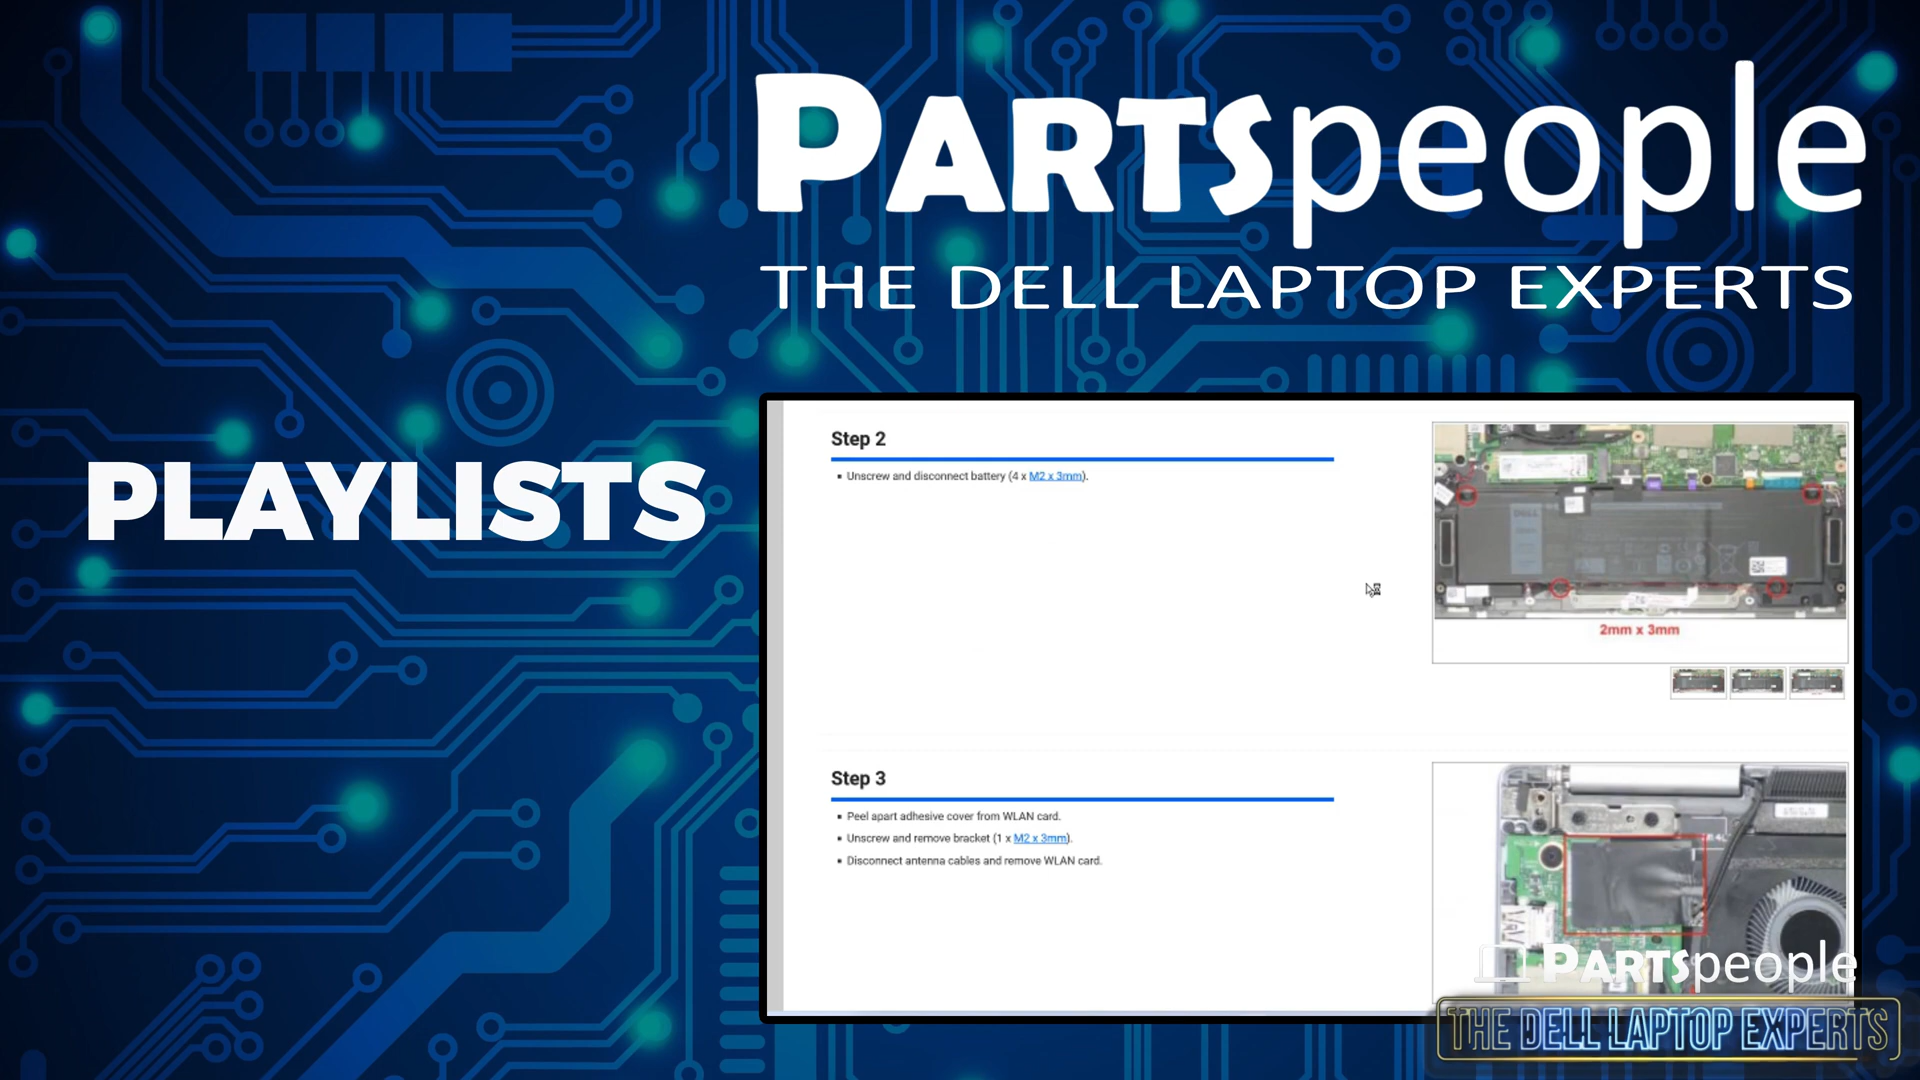 PARTSpeople
THE DELL LAPTOP EXPERTS
PLAYLISTS
Step 2
Unscrew and disconnect battery (4 x M2 x 3mm).
2mm x 3mm
Step 3
Peel apart adhesive cover from WLAN card.
Unscrew and remove bracket (1 x M2 x 3mm).
Disconnect antenna cables and remove WLAN card.
PARTSpeople
THE DELL LAPTOP EXPERTS